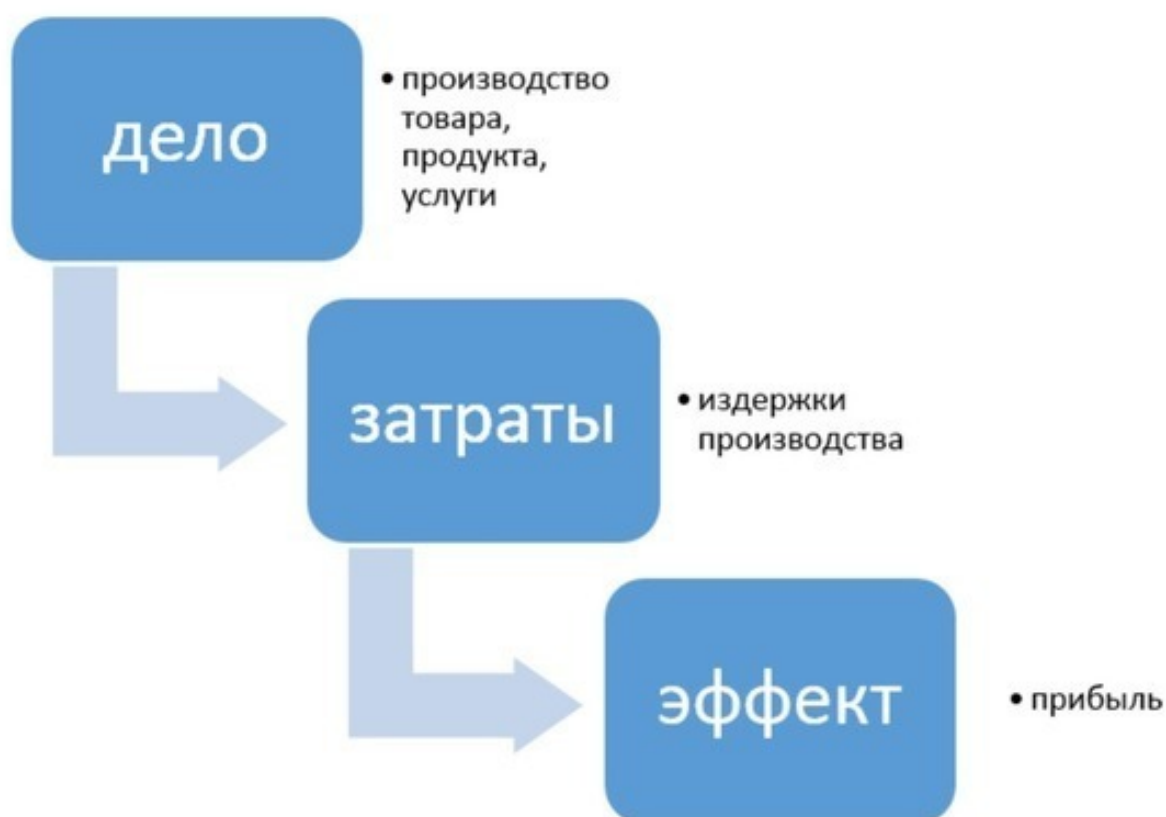 дело
• производство
товара,
продукта,
услуги
затраты
• издержки
производства
эффект
• прибыль